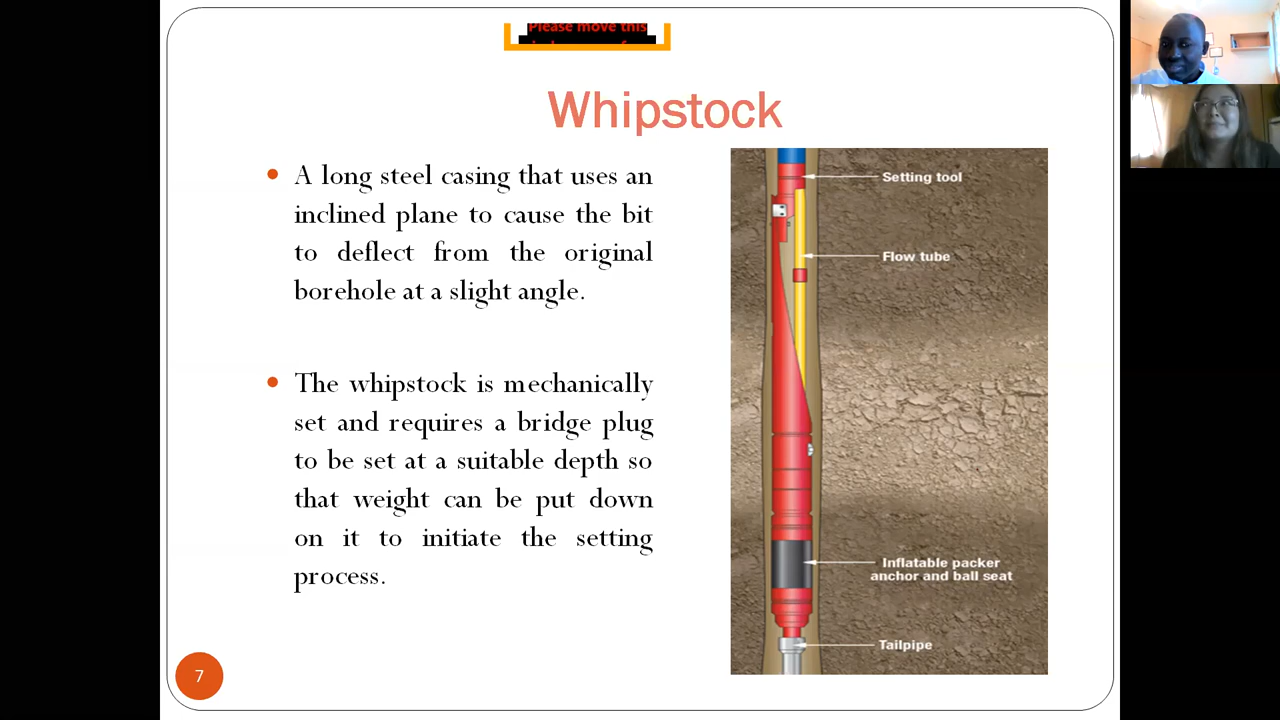 Please move this
Whipstock
A long steel casing that uses an
inclined plane to cause the bit
to deflect from the original
borehole at a slight angle.
The whipstock is mechanically
set and requires a bridge plug
to be set at a suitable depth so
that weight can be put down
on it to initiate the setting
process.
Setting tool
Flow tube
Inflatable packer
anchor and ball seat
Tailpipe
7